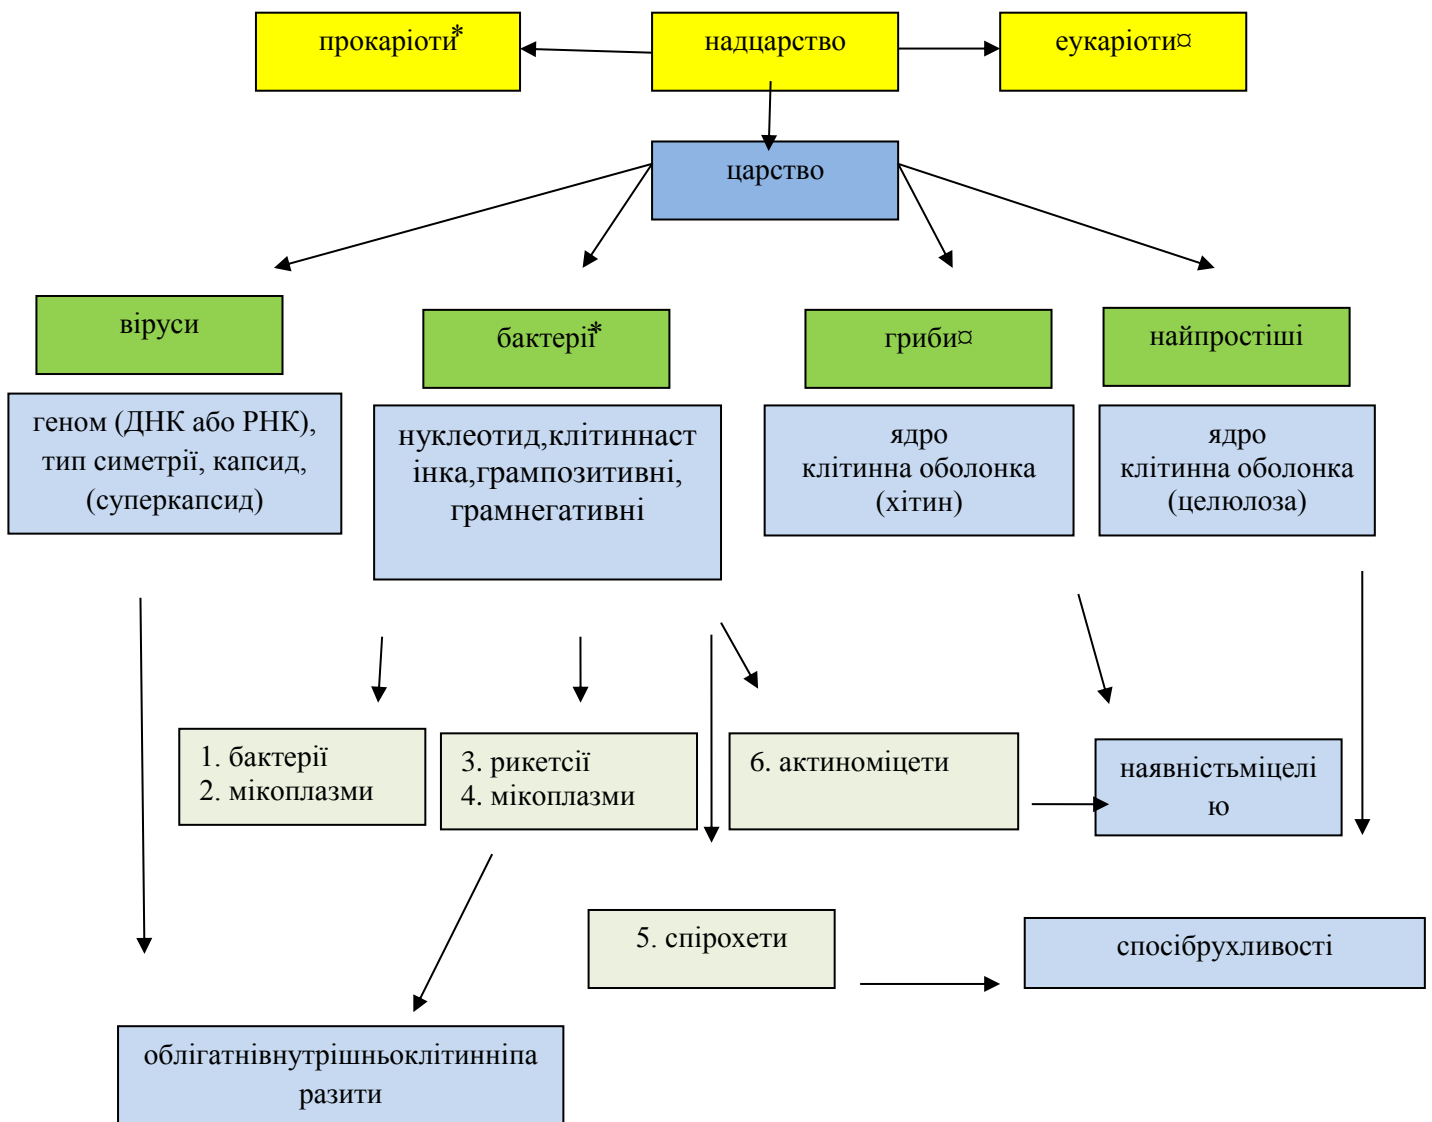 прокаріоти*
надцарство
еукаріоти¤
царство
віруси
бактерії*
гриби¤
найпростіші
геном (ДНК або РНК),
тип симетрії, капсид,
(суперкапсид)
нуклеотид,клітиннаст
інка,грампозитивні,
грамнегативні
ядро
клітинна оболонка
(хітин)
ядро
клітинна оболонка
(целюлоза)
1. бактерії
2. мікоплазми
3. рикетсії
4. мікоплазми
6. актиноміцети
наявністьміцелі
ю
5. спірохети
спосібрухливості
облігатнівнутрішньоклітинніпа
разити